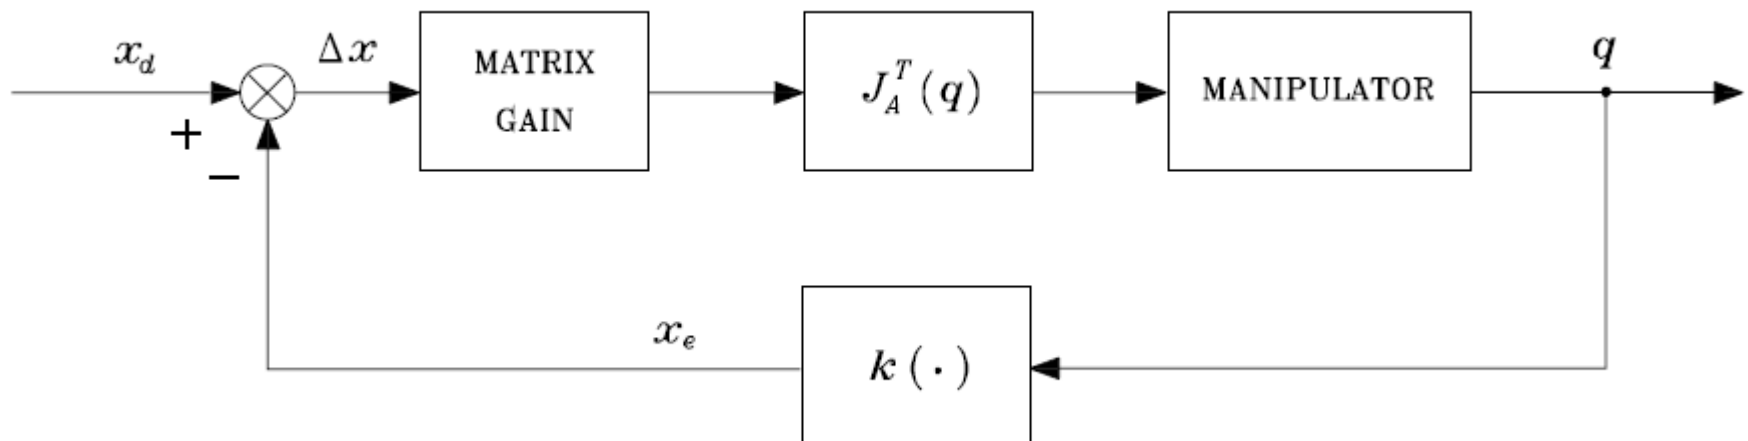 x_d
+
−
Δx
MATRIX
GAIN
J_A^T(q)
MANIPULATOR
q
x_e
k(·)